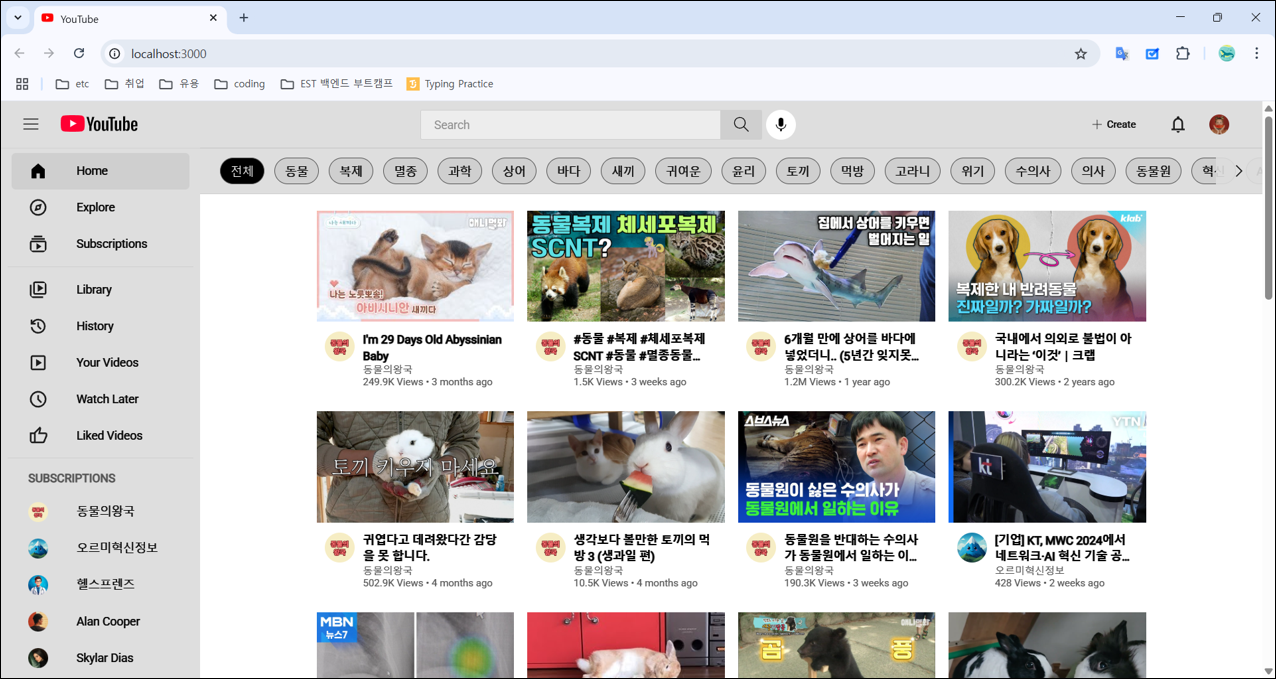 YouTube
localhost:3000
etc
취업
유용
coding
EST 백엔드 부트캠프
Typing Practice
YouTube
Search
Create
Home
전체
동물
복제
멸종
과학
상어
바다
새끼
귀여운
윤리
토끼
먹방
고라니
위기
수의사
의사
동물원
Explore
Subscriptions
Library
History
Your Videos
Watch Later
Liked Videos
SUBSCRIPTIONS
동물의왕국
오르미혁신정보
헬스프렌즈
Alan Cooper
Skylar Dias
애니멀봐
나는 노룻뽀송이
아비시니안 새끼다
I'm 29 Days Old Abyssinian
Baby
동물의왕국
249.9K Views • 3 months ago
동물복제 체세포복제
SCNT?
#동물 #복제 #체세포복제
SCNT #동물 #멸종동물...
동물의왕국
1.5K Views • 3 weeks ago
집에서 상어를 키우면
벌어지는 일
6개월 만에 상어를 바다에
넣었더니.. (5년간 잊지못...
동물의왕국
1.2M Views • 1 year ago
klab
복제한 내 반려동물
진짜일까? 가짜일까?
국내에서 의외로 불법이 아
니라는 ‘이것’ | 크랩
동물의왕국
300.2K Views • 2 years ago
토끼 키우지 마세요
귀엽다고 데려왔다간 감당
을 못 합니다.
동물의왕국
502.9K Views • 4 months ago
생각보다 볼만한 토끼의 먹
방 3 (생과일 편)
동물의왕국
10.5K Views • 4 months ago
스브스뉴스
동물원이 싫은 수의사가
동물원에서 일하는 이유
동물원을 반대하는 수의사
가 동물원에서 일하는 이...
동물의왕국
190.3K Views • 3 weeks ago
YTN
kt
[기업] KT, MWC 2024에서
네트워크·AI 혁신 기술 공...
오르미혁신정보
428 Views • 2 weeks ago
MBN
뉴스7
애니멀봐
곰
풍